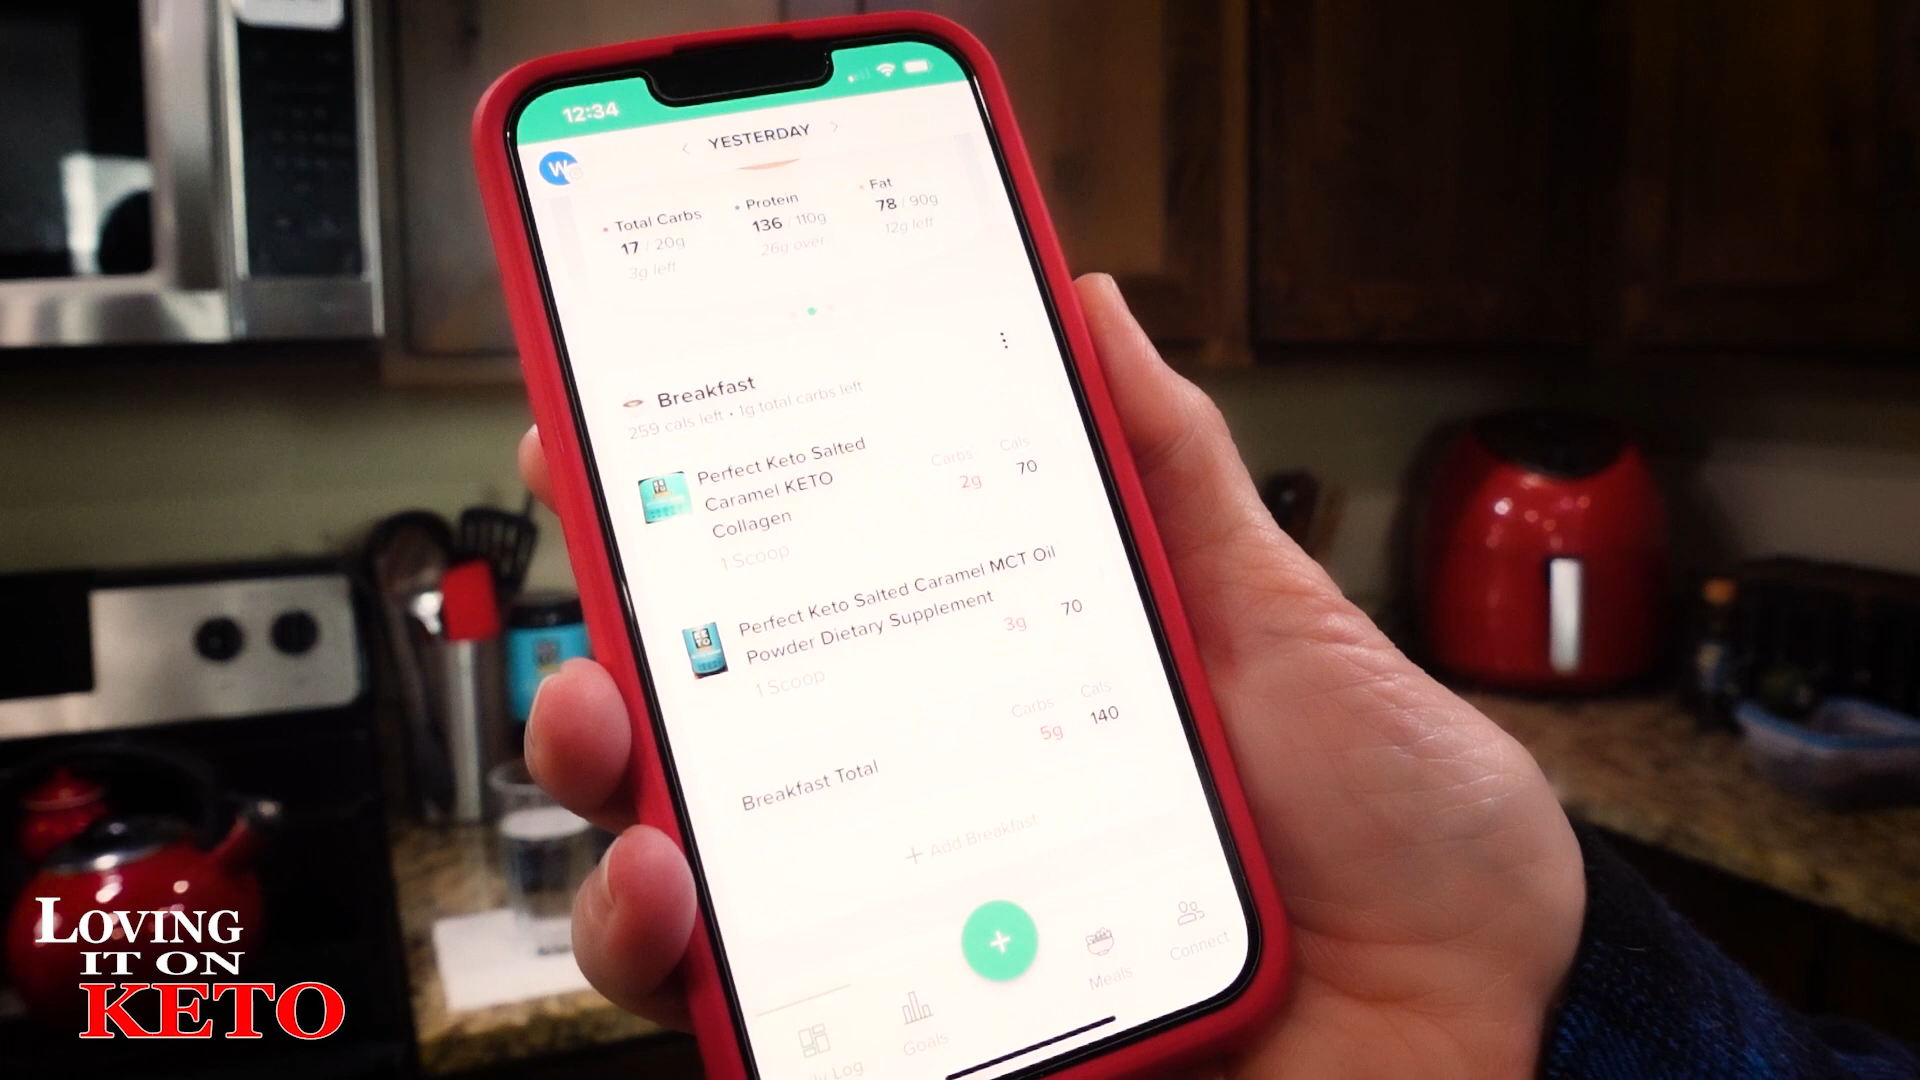 12:34
YESTERDAY
W
Total Carbs
17 / 20g
3g left
Protein
136 / 110g
26g over
Fat
78 / 90g
12g left
Breakfast
259 cals left • 1g total carbs left
Perfect Keto Salted
Caramel KETO
Collagen
1 Scoop
Carbs
2g
Cals
70
Perfect Keto Salted Caramel MCT Oil
Powder Dietary Supplement
1 Scoop
3g
70
Carbs
5g
Cals
140
Breakfast Total
+ Add Breakfast
+
Log
Goals
Meals
Connect
LOVING
IT ON
KETO